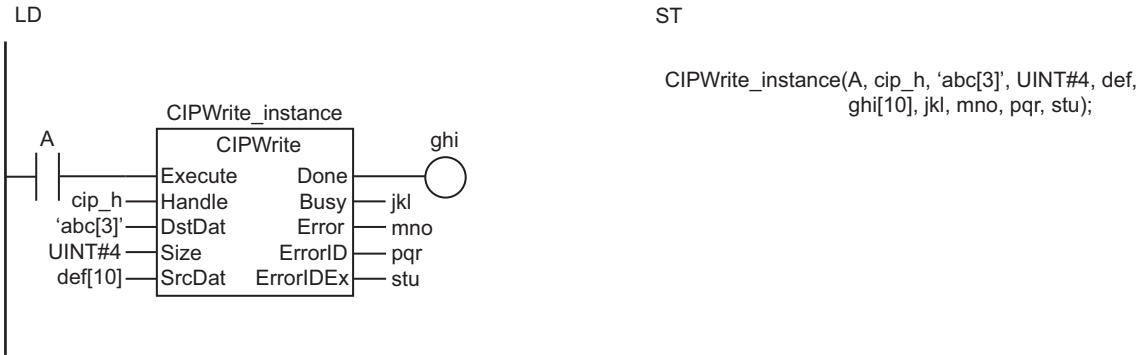 LD
ST
CIPWrite_instance(A, cip_h, ‘abc[3]’, UINT#4, def,
ghi[10], jkl, mno, pqr, stu);
CIPWrite_instance
A
CIPWrite
ghi
Execute Done
cip_h Handle Busy jkl
‘abc[3]’ DstDat Error mno
UINT#4 Size ErrorID pqr
def[10] SrcDat ErrorIDEx stu